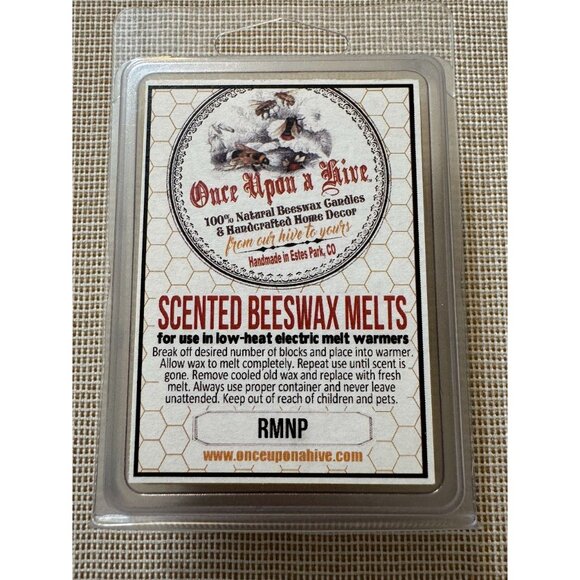 Once Upon a Hive™
100% Natural Beeswax Candles
& Handcrafted Home Decor
from our hive to yours
Handmade in Estes Park, CO
SCENTED BEESWAX MELTS
for use in low-heat electric melt warmers
Break off desired number of blocks and place into warmer.
Allow wax to melt completely. Repeat use until scent is
gone. Remove cooled old wax and replace with fresh
melt. Always use proper container and never leave
unattended. Keep out of reach of children and pets.
RMNP
www.onceuponahive.com